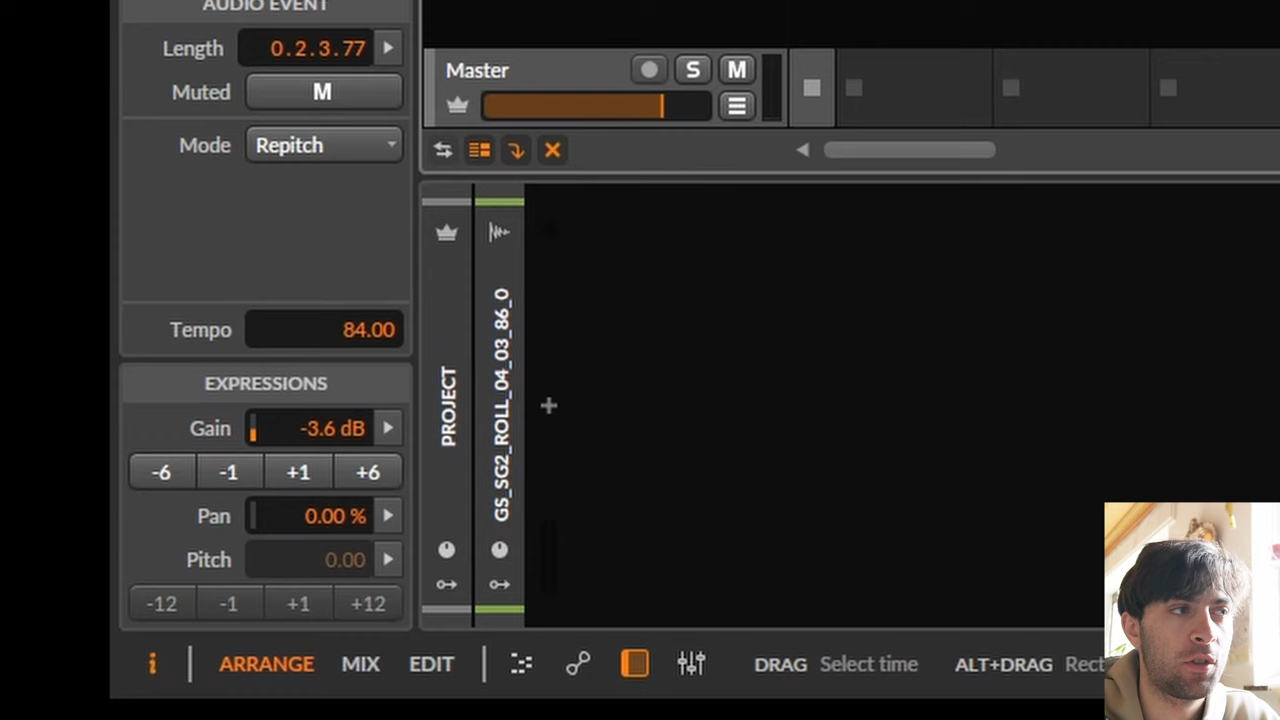 AUDIO EVENT
Length 0.2.3.77
Muted M
Mode Repitch
Tempo 84.00
EXPRESSIONS
Gain -3.6 dB
-6 -1 +1 +6
Pan 0.00 %
Pitch 0.00
-12 -1 +1 +12
Master S M
PROJECT
GS_SG2_ROLL_04_03_86_O
i ARRANGE MIX EDIT DRAG Select time ALT+DRAG Rect